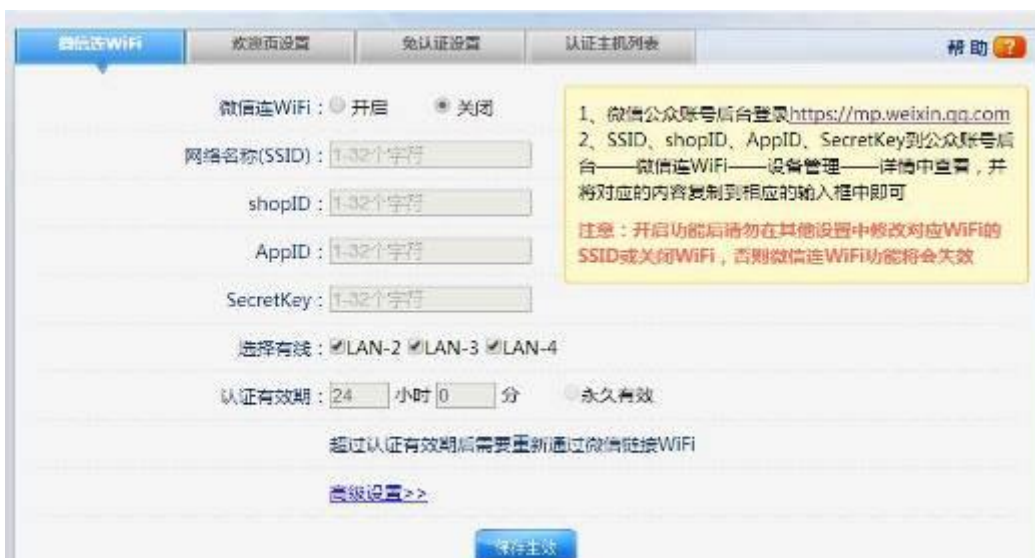 微信连WiFi 欢迎页设置 免认证设置 认证主机列表 帮助 ?
微信连WiFi： 开启 关闭
网络名称(SSID)： 1-32个字符
shopID： 1-32个字符
AppID： 1-32个字符
SecretKey： 1-32个字符
1、微信公众账号后台登录https://mp.weixin.qq.com
2、SSID、shopID、AppID、SecretKey到公众账号后
台——微信连WiFi——设备管理——详情中查看，并
将对应的内容复制到相应的输入框中即可
注意：开启功能后请勿在其他设置中修改对应WiFi的
SSID或关闭WiFi，否则微信连WiFi功能将会失效
选择有线： LAN-2 LAN-3 LAN-4
认证有效期： 24 小时 0 分 永久有效
超过认证有效期后需要重新通过微信链接WiFi
高级设置>>
保存生效